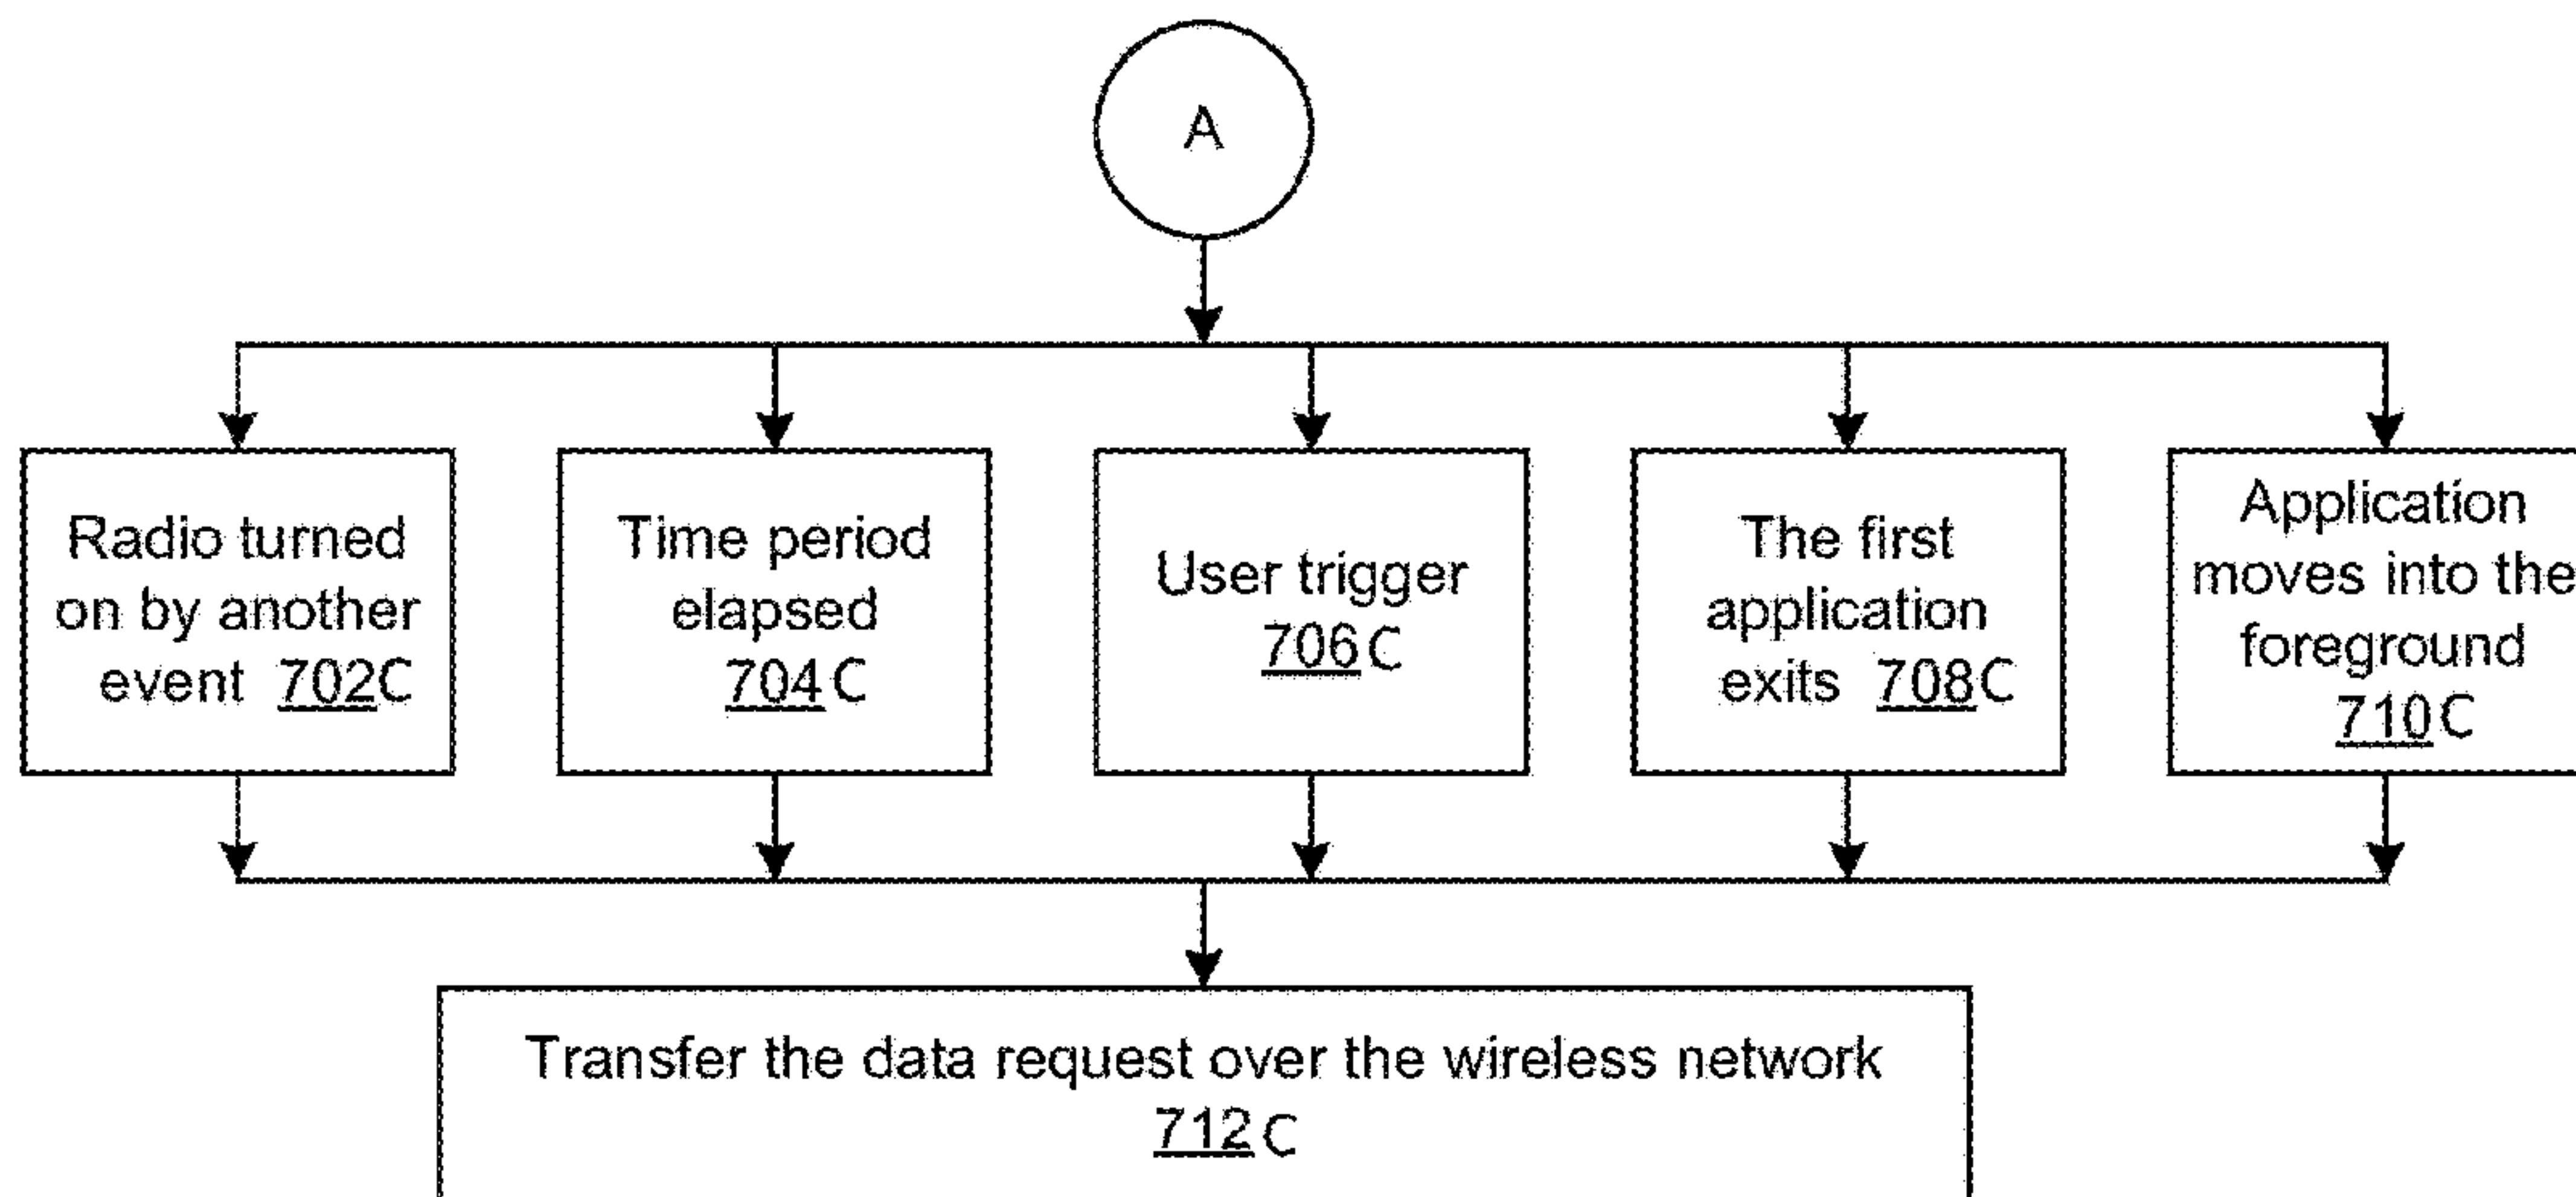 A
Radio turned
on by another
event 702C
Time period
elapsed
704C
User trigger
706C
The first
application
exits 708C
Application
moves into the
foreground
710C
Transfer the data request over the wireless network
712C